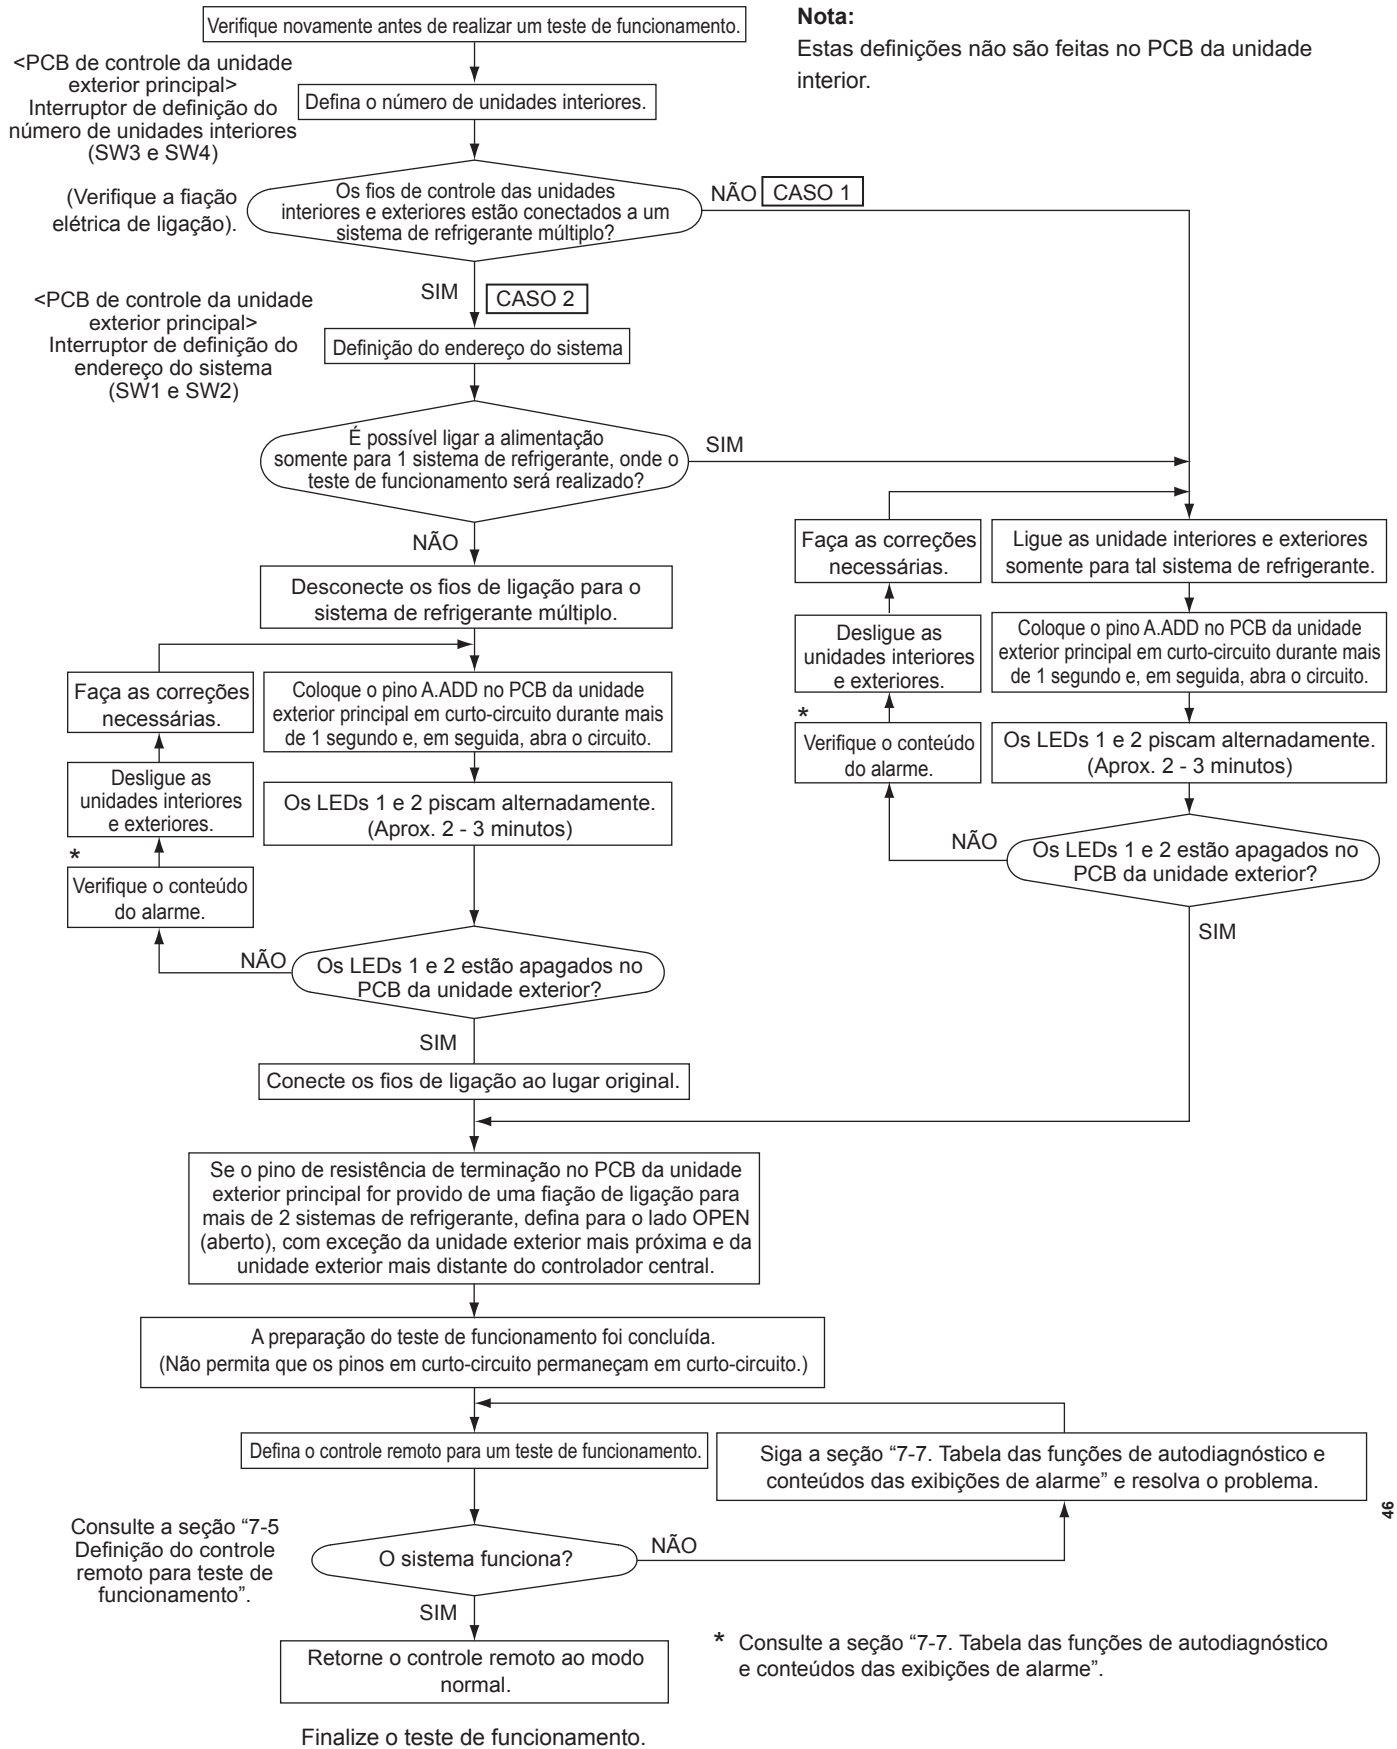 Verifique novamente antes de realizar um teste de funcionamento.
Nota:
Estas definições não são feitas no PCB da unidade
interior.
<PCB de controle da unidade
exterior principal>
Interruptor de definição do
número de unidades interiores
(SW3 e SW4)
Defina o número de unidades interiores.
(Verifique a fiação
elétrica de ligação).
Os fios de controle das unidades
interiores e exteriores estão conectados a um
sistema de refrigerante múltiplo?
NÃO CASO 1
SIM CASO 2
<PCB de controle da unidade
exterior principal>
Interruptor de definição do
endereço do sistema
(SW1 e SW2)
Definição do endereço do sistema
É possível ligar a alimentação
somente para 1 sistema de refrigerante, onde o
teste de funcionamento será realizado?
SIM
NÃO
Desconecte os fios de ligação para o
sistema de refrigerante múltiplo.
Faça as correções
necessárias.
Coloque o pino A.ADD no PCB da unidade
exterior principal em curto-circuito durante mais
de 1 segundo e, em seguida, abra o circuito.
Desligue as
unidades interiores
e exteriores.
Os LEDs 1 e 2 piscam alternadamente.
(Aprox. 2 - 3 minutos)
*
Verifique o conteúdo
do alarme.
NÃO
Os LEDs 1 e 2 estão apagados no
PCB da unidade exterior?
SIM
Conecte os fios de ligação ao lugar original.
Faça as correções
necessárias.
Ligue as unidade interiores e exteriores
somente para tal sistema de refrigerante.
Desligue as
unidades interiores
e exteriores.
Coloque o pino A.ADD no PCB da unidade
exterior principal em curto-circuito durante mais
de 1 segundo e, em seguida, abra o circuito.
*
Verifique o conteúdo
do alarme.
Os LEDs 1 e 2 piscam alternadamente.
(Aprox. 2 - 3 minutos)
NÃO
Os LEDs 1 e 2 estão apagados no
PCB da unidade exterior?
SIM
Se o pino de resistência de terminação no PCB da unidade
exterior principal for provido de uma fiação de ligação para
mais de 2 sistemas de refrigerante, defina para o lado OPEN
(aberto), com exceção da unidade exterior mais próxima e da
unidade exterior mais distante do controlador central.
A preparação do teste de funcionamento foi concluída.
(Não permita que os pinos em curto-circuito permaneçam em curto-circuito.)
Defina o controle remoto para um teste de funcionamento.
Siga a seção “7-7. Tabela das funções de autodiagnóstico e
conteúdos das exibições de alarme” e resolva o problema.
Consulte a seção “7-5
Definição do controle
remoto para teste de
funcionamento”.
O sistema funciona?
NÃO
SIM
Retorne o controle remoto ao modo
normal.
* Consulte a seção “7-7. Tabela das funções de autodiagnóstico
e conteúdos das exibições de alarme”.
Finalize o teste de funcionamento.
46